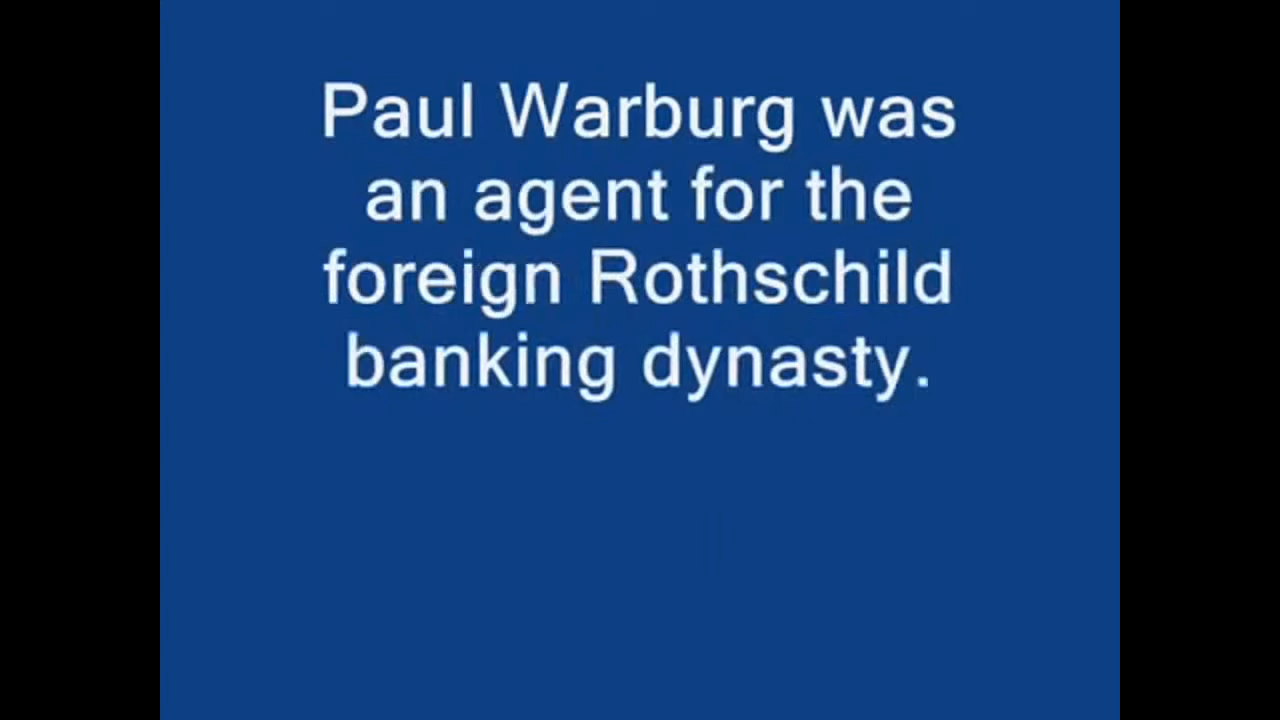 Paul Warburg was
an agent for the
foreign Rothschild
banking dynasty.